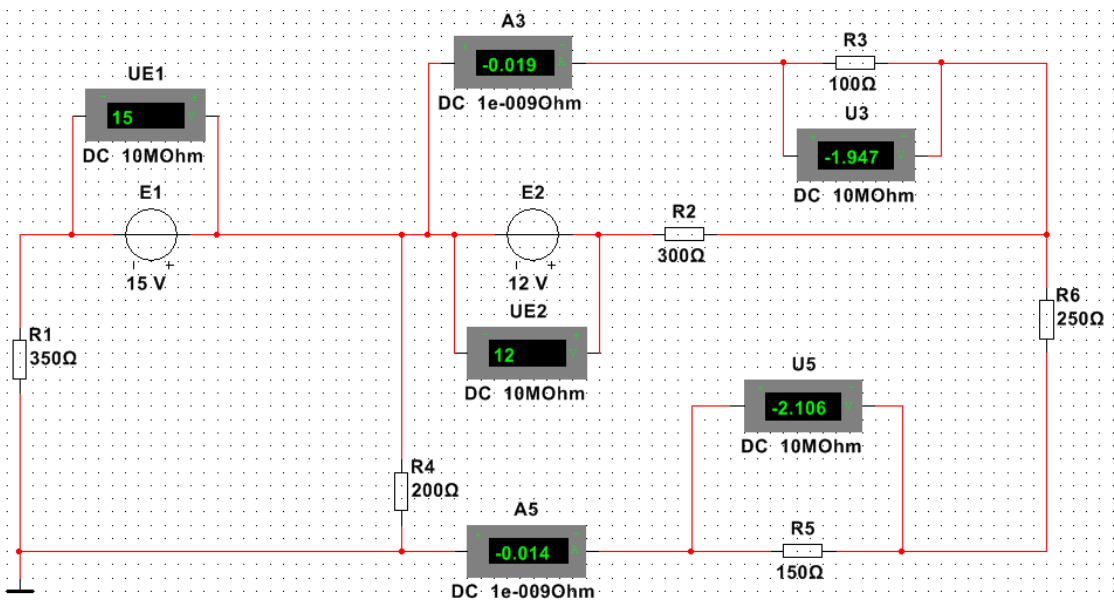 A3
-0.019
DC 1e-009Ohm
R3
100Ω
U3
-1.947
DC 10MOhm
UE1
15
DC 10MOhm
E1
15 V
E2
12 V
R2
300Ω
UE2
12
DC 10MOhm
R6
250Ω
R1
350Ω
U5
-2.106
DC 10MOhm
R4
200Ω
A5
-0.014
DC 1e-009Ohm
R5
150Ω